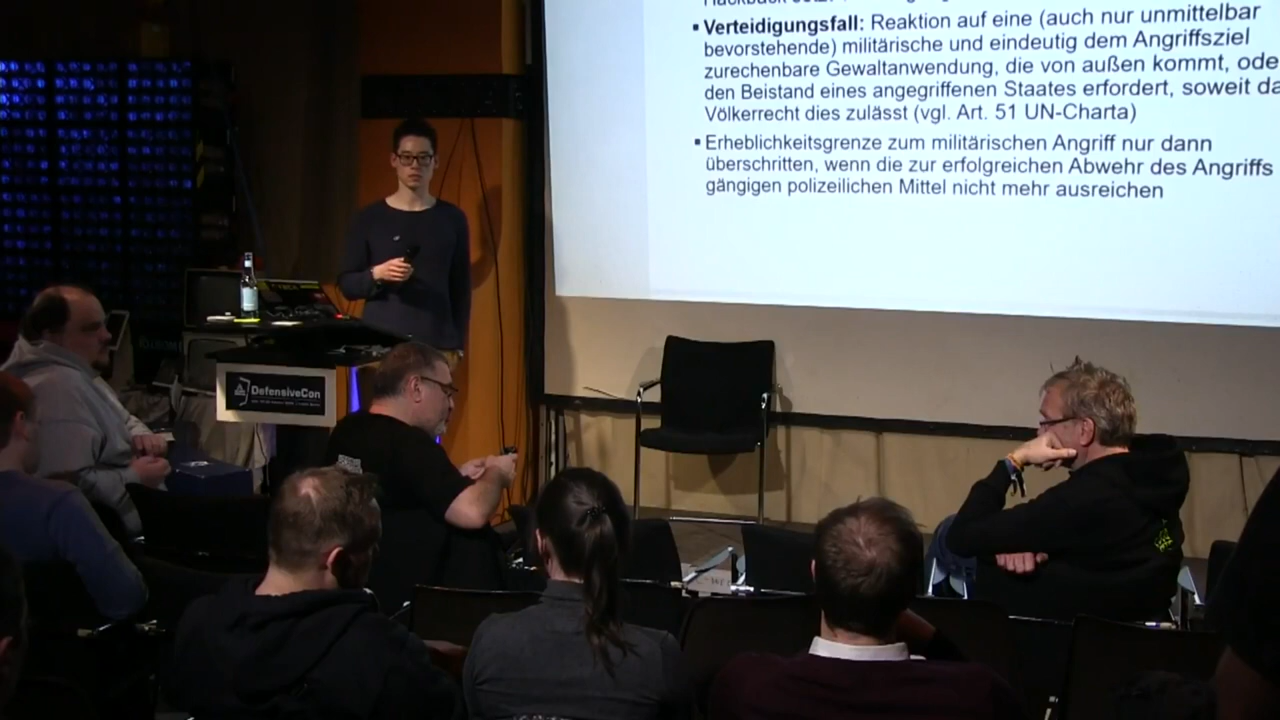 ▪ Verteidigungsfall: Reaktion auf eine (auch nur unmittelbar
bevorstehende) militärische und eindeutig dem Angriffsziel
zurechenbare Gewaltanwendung, die von außen kommt, ode
den Beistand eines angegriffenen Staates erfordert, soweit da
Völkerrecht dies zulässt (vgl. Art. 51 UN-Charta)
▪ Erheblichkeitsgrenze zum militärischen Angriff nur dann
überschritten, wenn die zur erfolgreichen Abwehr des Angriffs
gängigen polizeilichen Mittel nicht mehr ausreichen
DefensiveCon